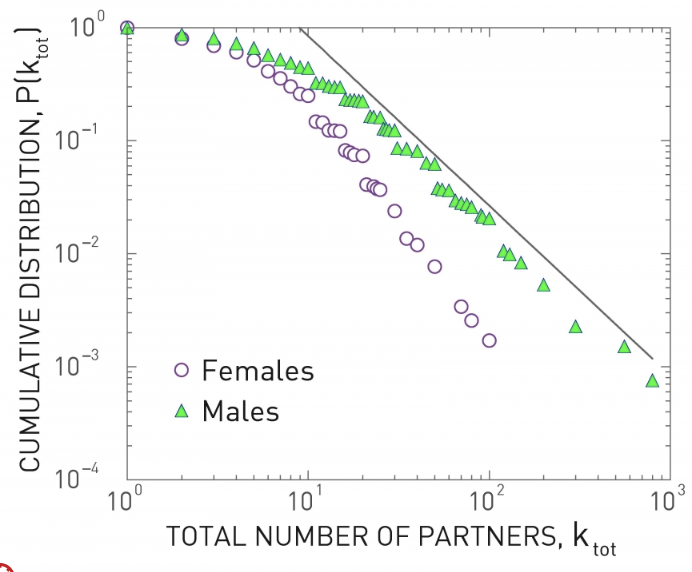 CUMULATIVE DISTRIBUTION, P(k_tot)
10^0
10^-1
10^-2
10^-3
10^-4
Females
Males
10^0 10^1 10^2 10^3
TOTAL NUMBER OF PARTNERS, k_tot